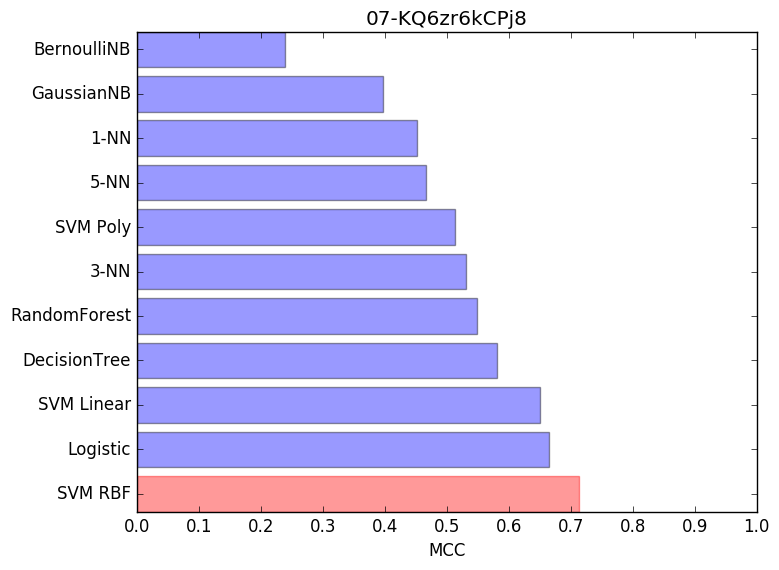 07-KQ6zr6kCPj8
BernoulliNB
GaussianNB
1-NN
5-NN
SVM Poly
3-NN
RandomForest
DecisionTree
SVM Linear
Logistic
SVM RBF
0.0 0.1 0.2 0.3 0.4 0.5 0.6 0.7 0.8 0.9 1.0
MCC